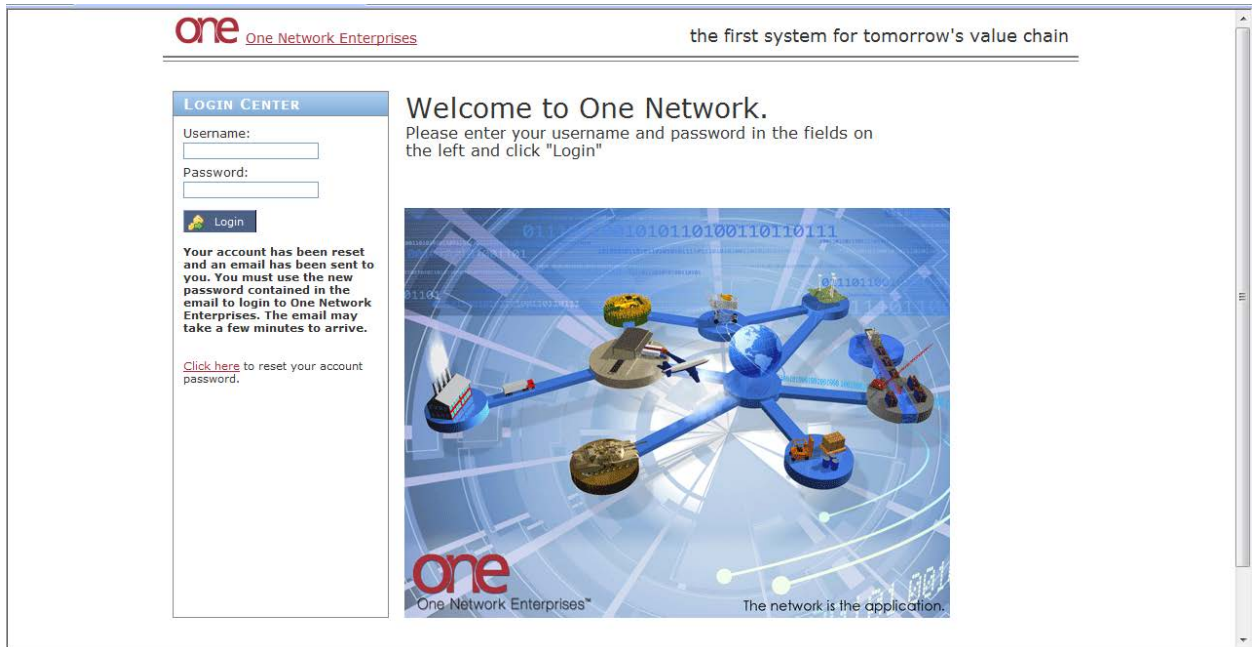 one One Network Enterprises
the first system for tomorrow's value chain
LOGIN CENTER
Username:
Password:
Login
Your account has been reset
and an email has been sent to
you. You must use the new
password contained in the
email to login to One Network
Enterprises. The email may
take a few minutes to arrive.
Click here to reset your account
password.
Welcome to One Network.
Please enter your username and password in the fields on
the left and click "Login"
one
One Network Enterprises™
The network is the application.